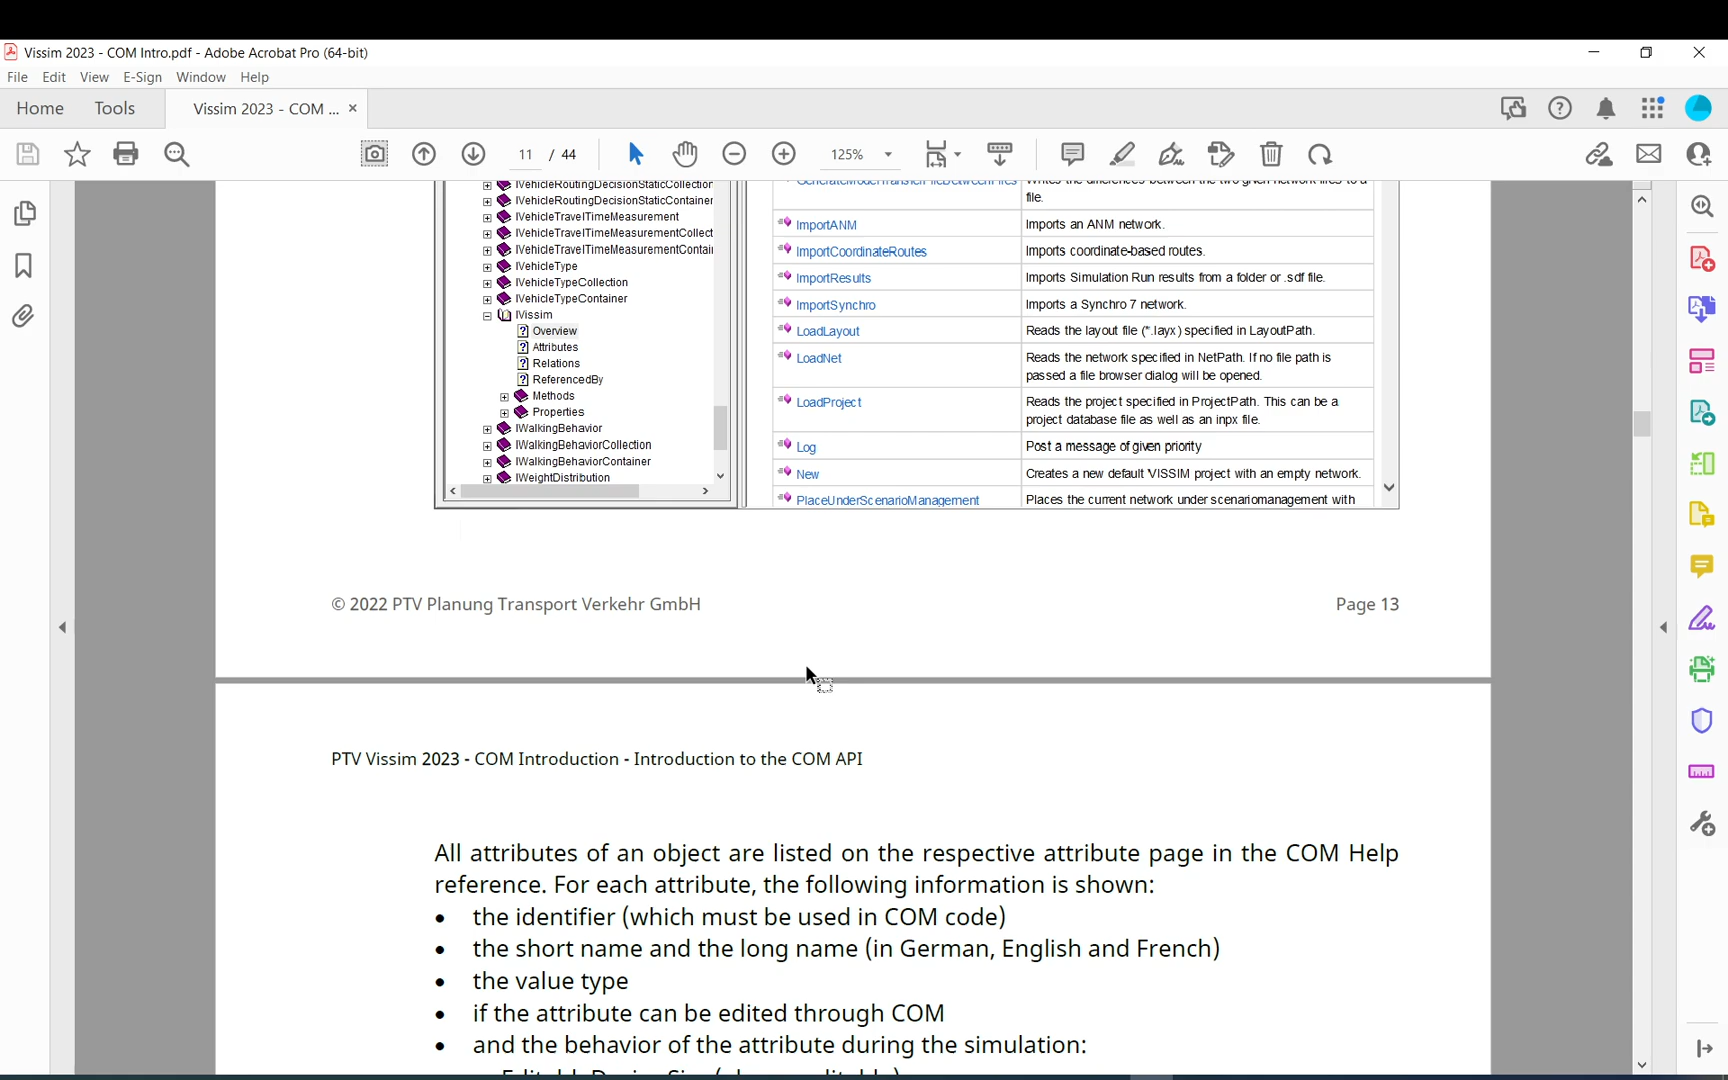 Vissim 2023 - COM Intro.pdf - Adobe Acrobat Pro (64-bit)
File Edit View E-Sign Window Help
Home Tools Vissim 2023 - COM ... ×
11 / 44 125%
IVehicleRoutingDecisionStaticCollection
IVehicleRoutingDecisionStaticContainer
IVehicleTravelTimeMeasurement
IVehicleTravelTimeMeasurementCollect
IVehicleTravelTimeMeasurementContai
IVehicleType
IVehicleTypeCollection
IVehicleTypeContainer
IVissim
Overview
Attributes
Relations
ReferencedBy
Methods
Properties
IWalkingBehavior
IWalkingBehaviorCollection
IWalkingBehaviorContainer
IWeightDistribution
GenerateModelTransferFileBetweenFiles Writes the differences between the two given network files to a
file.
ImportANM Imports an ANM network.
ImportCoordinateRoutes Imports coordinate-based routes.
ImportResults Imports Simulation Run results from a folder or .sdf file.
ImportSynchro Imports a Synchro 7 network.
LoadLayout Reads the layout file (*.layx) specified in LayoutPath.
LoadNet Reads the network specified in NetPath. If no file path is
passed a file browser dialog will be opened.
LoadProject Reads the project specified in ProjectPath. This can be a
project database file as well as an inpx file.
Log Post a message of given priority
New Creates a new default VISSIM project with an empty network.
PlaceUnderScenarioManagement Places the current network under scenariomanagement with
© 2022 PTV Planung Transport Verkehr GmbH Page 13
PTV Vissim 2023 - COM Introduction - Introduction to the COM API
All attributes of an object are listed on the respective attribute page in the COM Help
reference. For each attribute, the following information is shown:
• the identifier (which must be used in COM code)
• the short name and the long name (in German, English and French)
• the value type
• if the attribute can be edited through COM
• and the behavior of the attribute during the simulation: